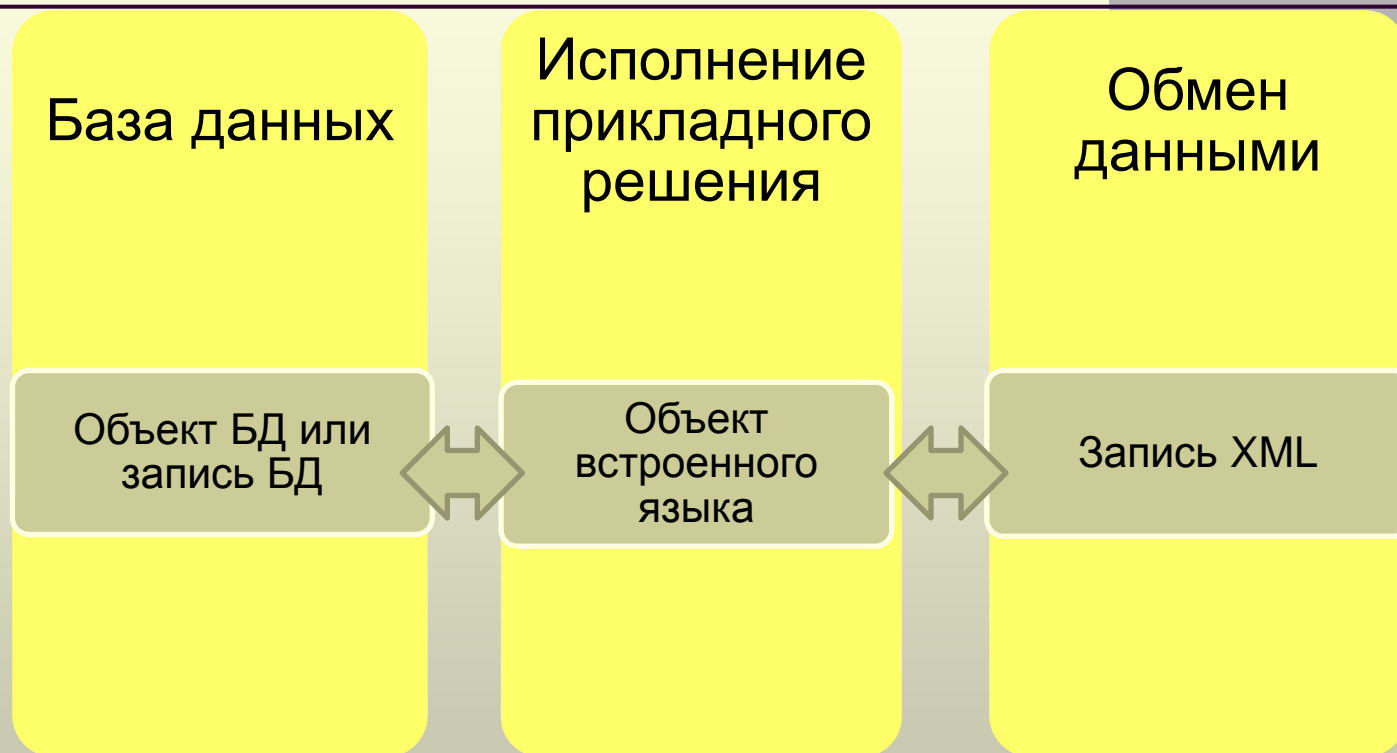 База данных
Исполнение
прикладного
решения
Обмен
данными
Объект БД или
запись БД
Объект
встроенного
языка
Запись XML